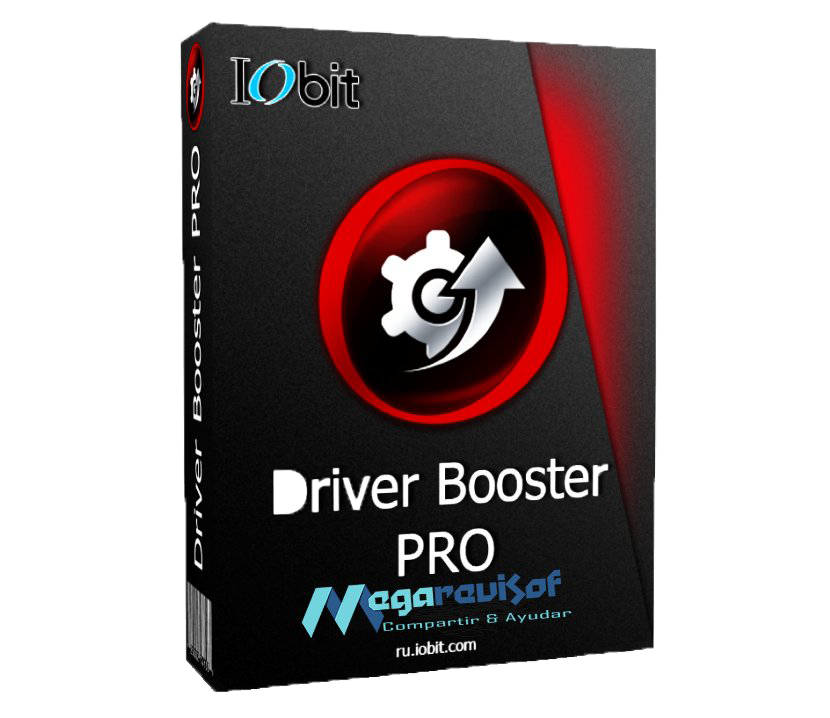 IObit
Driver Booster PRO
Driver Booster
PRO
Megarevisof
Compartir & Ayudar
ru.iobit.com